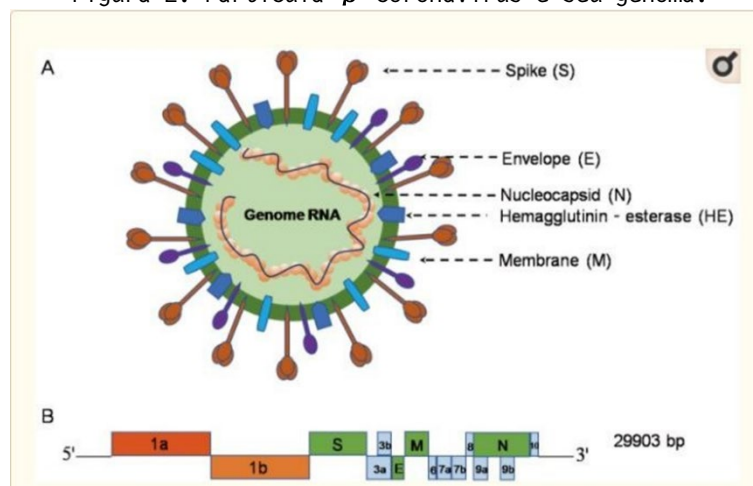 A
Spike (S)
Envelope (E)
Nucleocapsid (N)
Genome RNA
Hemagglutinin - esterase (HE)
Membrane (M)
B
1a
S
3b
M
8
N
10
29903 bp
5'
3'
1b
3a
E
6
7a
7b
9a
9b